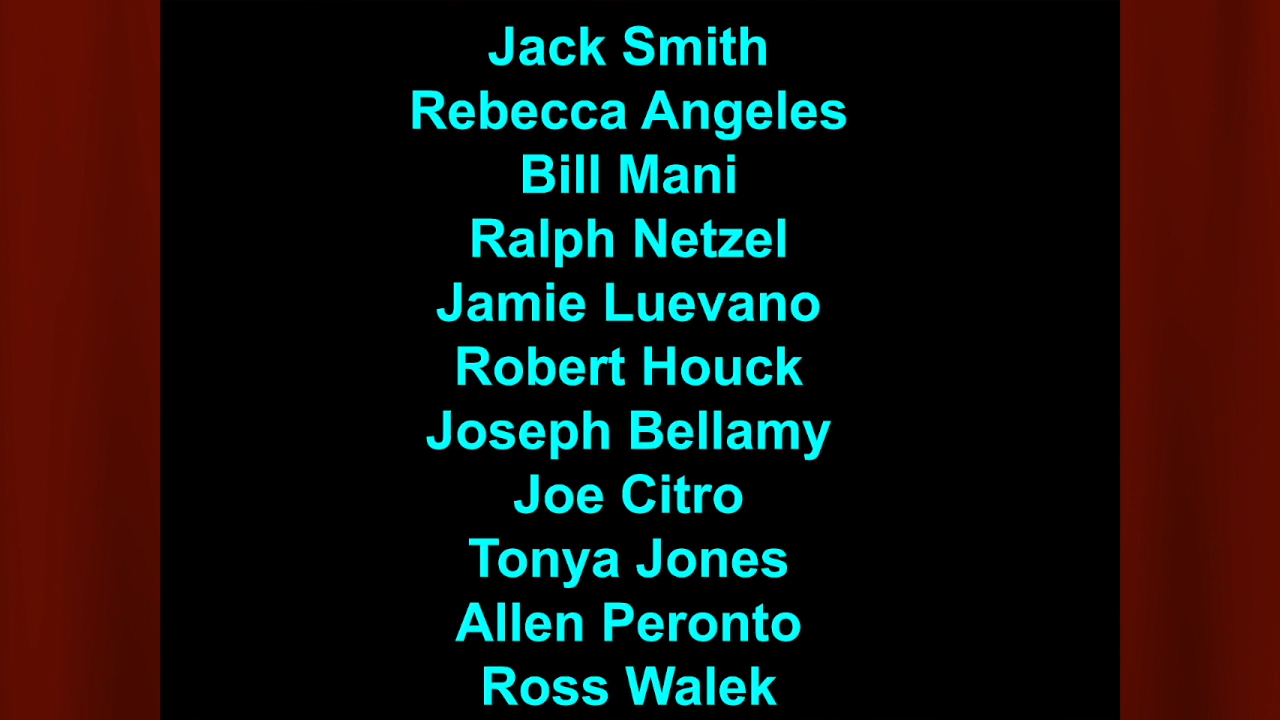 Jack Smith
Rebecca Angeles
Bill Mani
Ralph Netzel
Jamie Luevano
Robert Houck
Joseph Bellamy
Joe Citro
Tonya Jones
Allen Peronto
Ross Walek